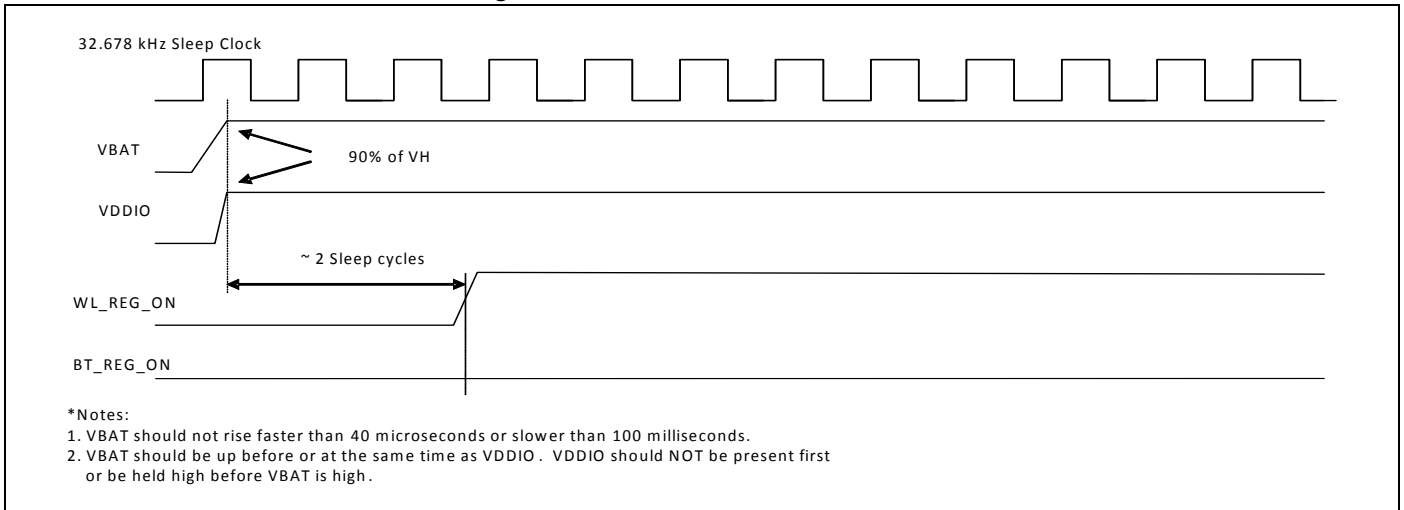 32.678 kHz Sleep Clock
VBAT
90% of VH
VDDIO
~ 2 Sleep cycles
WL_REG_ON
BT_REG_ON
*Notes:
1. VBAT should not rise faster than 40 microseconds or slower than 100 milliseconds.
2. VBAT should be up before or at the same time as VDDIO. VDDIO should NOT be present first
or be held high before VBAT is high.